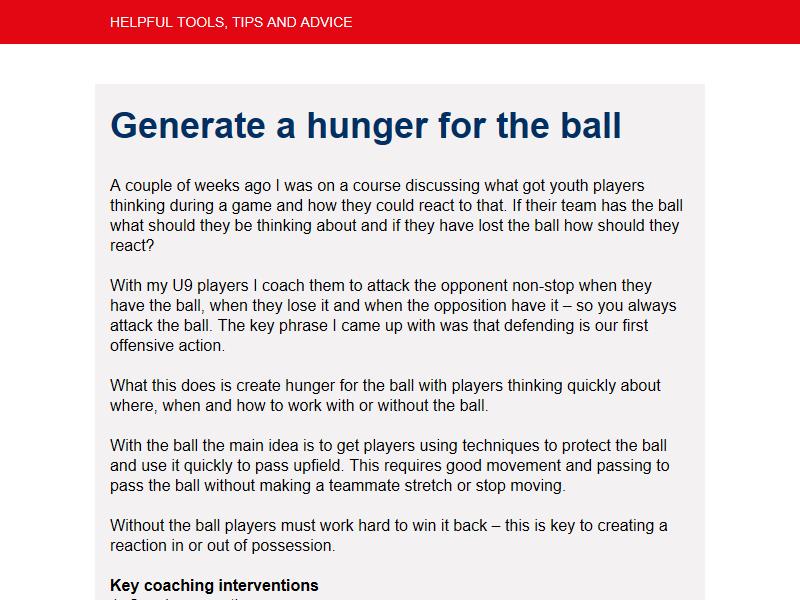 HELPFUL TOOLS, TIPS AND ADVICE
Generate a hunger for the ball
A couple of weeks ago I was on a course discussing what got youth players
thinking during a game and how they could react to that. If their team has the ball
what should they be thinking about and if they have lost the ball how should they
react?
With my U9 players I coach them to attack the opponent non-stop when they
have the ball, when they lose it and when the opposition have it – so you always
attack the ball. The key phrase I came up with was that defending is our first
offensive action.
What this does is create hunger for the ball with players thinking quickly about
where, when and how to work with or without the ball.
With the ball the main idea is to get players using techniques to protect the ball
and use it quickly to pass upfield. This requires good movement and passing to
pass the ball without making a teammate stretch or stop moving.
Without the ball players must work hard to win it back – this is key to creating a
reaction in or out of possession.
Key coaching interventions